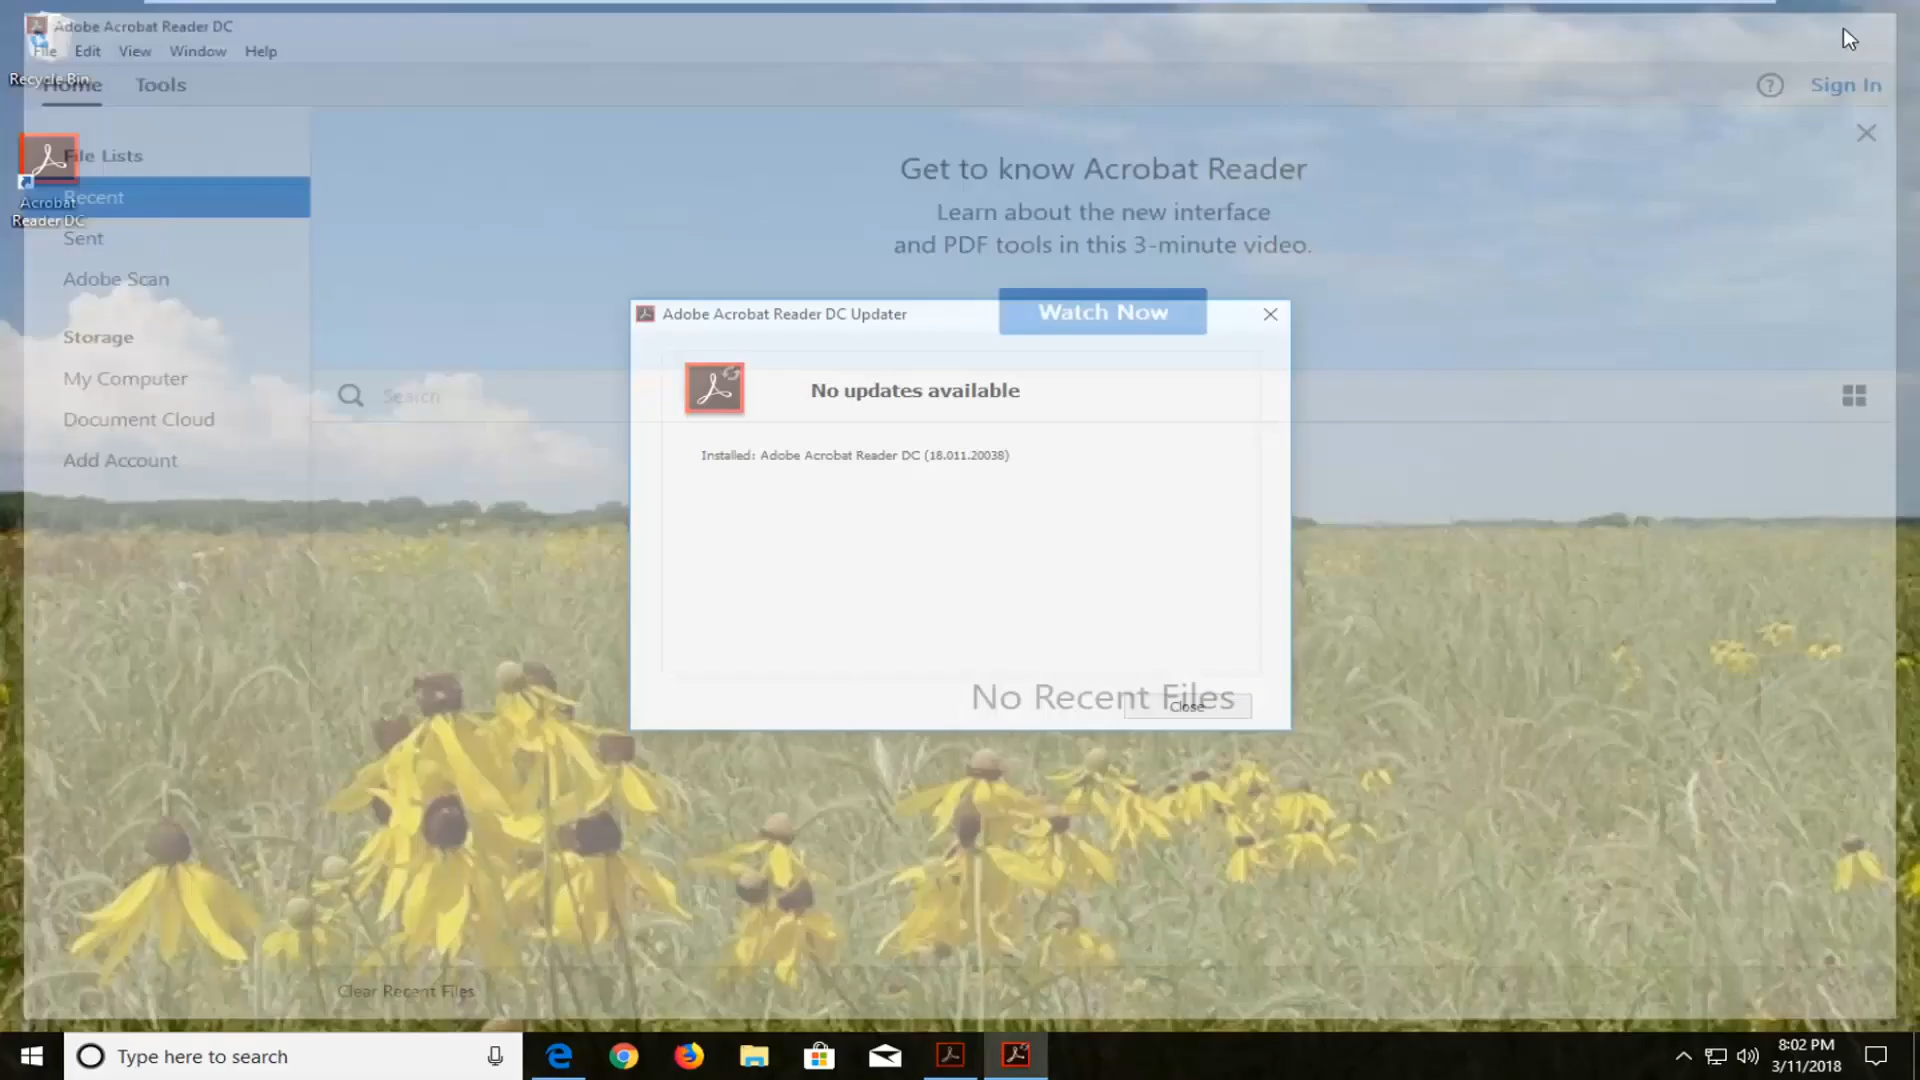 Adobe Acrobat Reader DC
File Edit View Window Help
Recycle Bin
Home Tools
Sign In
File Lists
Recent
Acrobat
Reader DC
Sent
Adobe Scan
Storage
My Computer
Document Cloud
Add Account
Get to know Acrobat Reader
Learn about the new interface
and PDF tools in this 3-minute video.
Watch Now
Search
Adobe Acrobat Reader DC Updater
No updates available
Installed: Adobe Acrobat Reader DC (18.011.20038)
No Recent Files
Close
Clear Recent Files
Type here to search
8:02 PM
3/11/2018